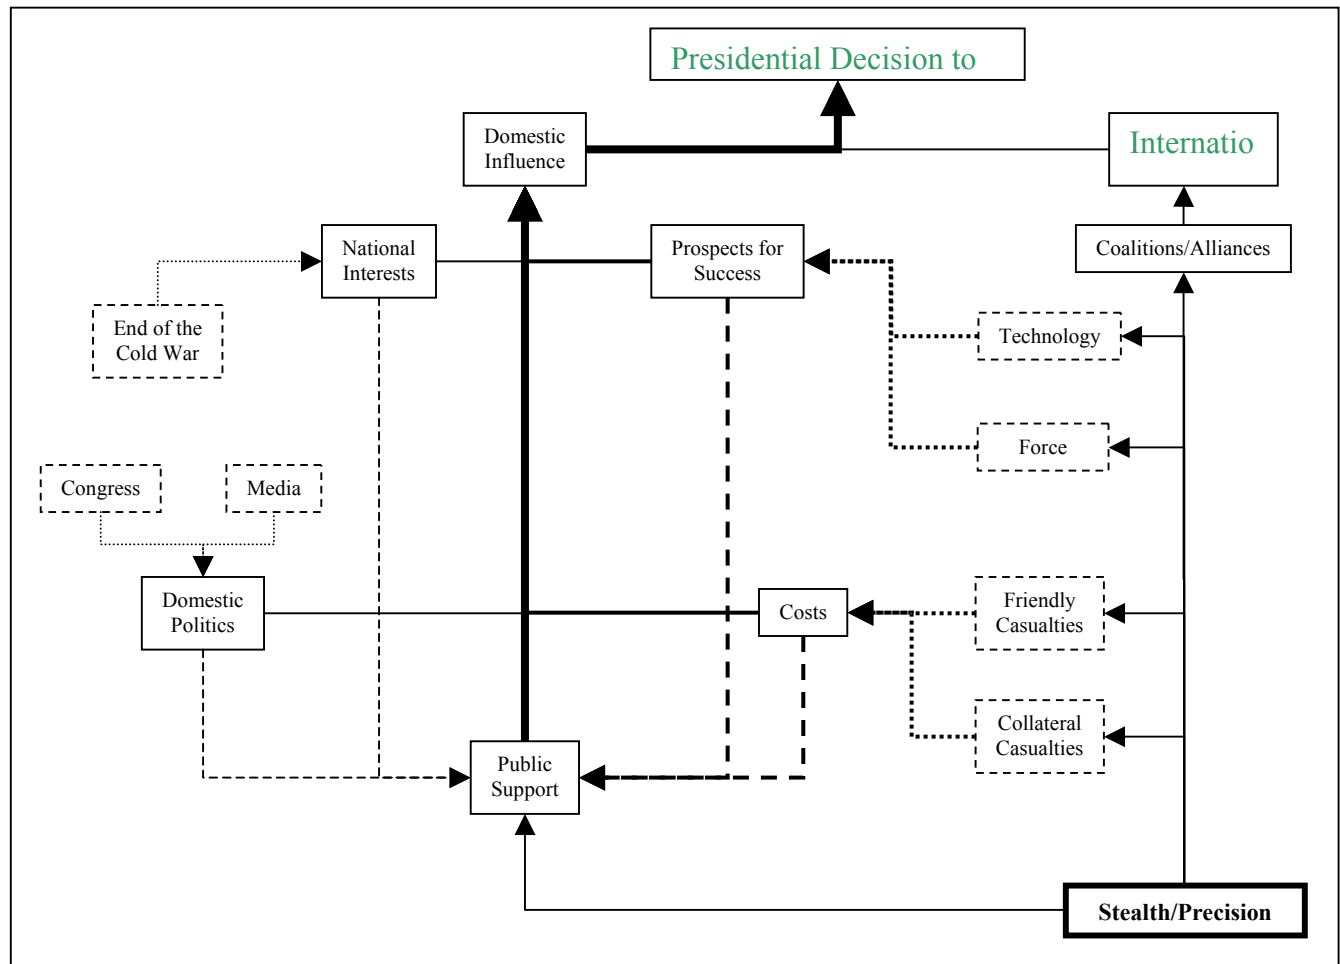 Presidential Decision to
Domestic
Influence
Internatio
National
Interests
Prospects for
Success
Coalitions/Alliances
End of the
Cold War
Technology
Force
Congress
Media
Domestic
Politics
Costs
Friendly
Casualties
Collateral
Casualties
Public
Support
Stealth/Precision